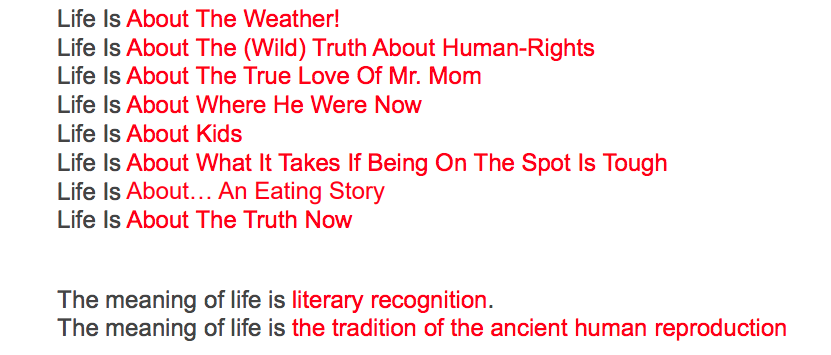 Life Is About The Weather!
Life Is About The (Wild) Truth About Human-Rights
Life Is About The True Love Of Mr. Mom
Life Is About Where He Were Now
Life Is About Kids
Life Is About What It Takes If Being On The Spot Is Tough
Life Is About… An Eating Story
Life Is About The Truth Now
The meaning of life is literary recognition.
The meaning of life is the tradition of the ancient human reproduction